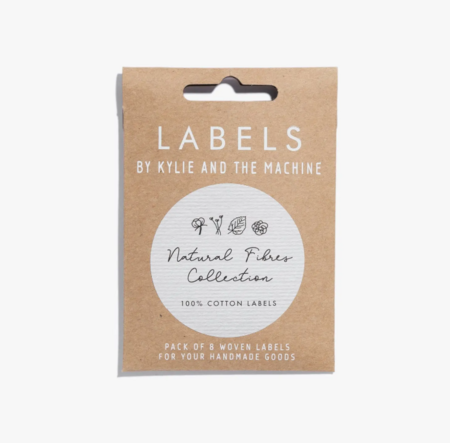 LABELS
BY KYLIE AND THE MACHINE
Natural Fibres
Collection
100% COTTON LABELS
PACK OF 8 WOVEN LABELS
FOR YOUR HANDMADE GOODS